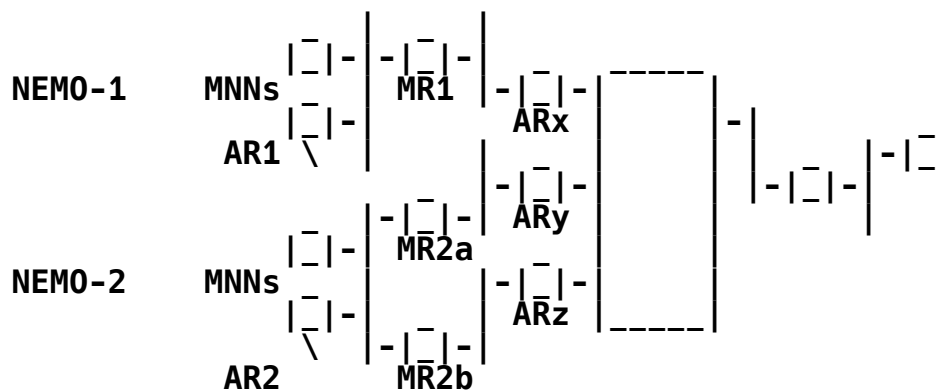 NEMO-1 MNNs MR1
ARx
AR1
ARy
MR2a
NEMO-2 MNNs
ARz
AR2 MR2b